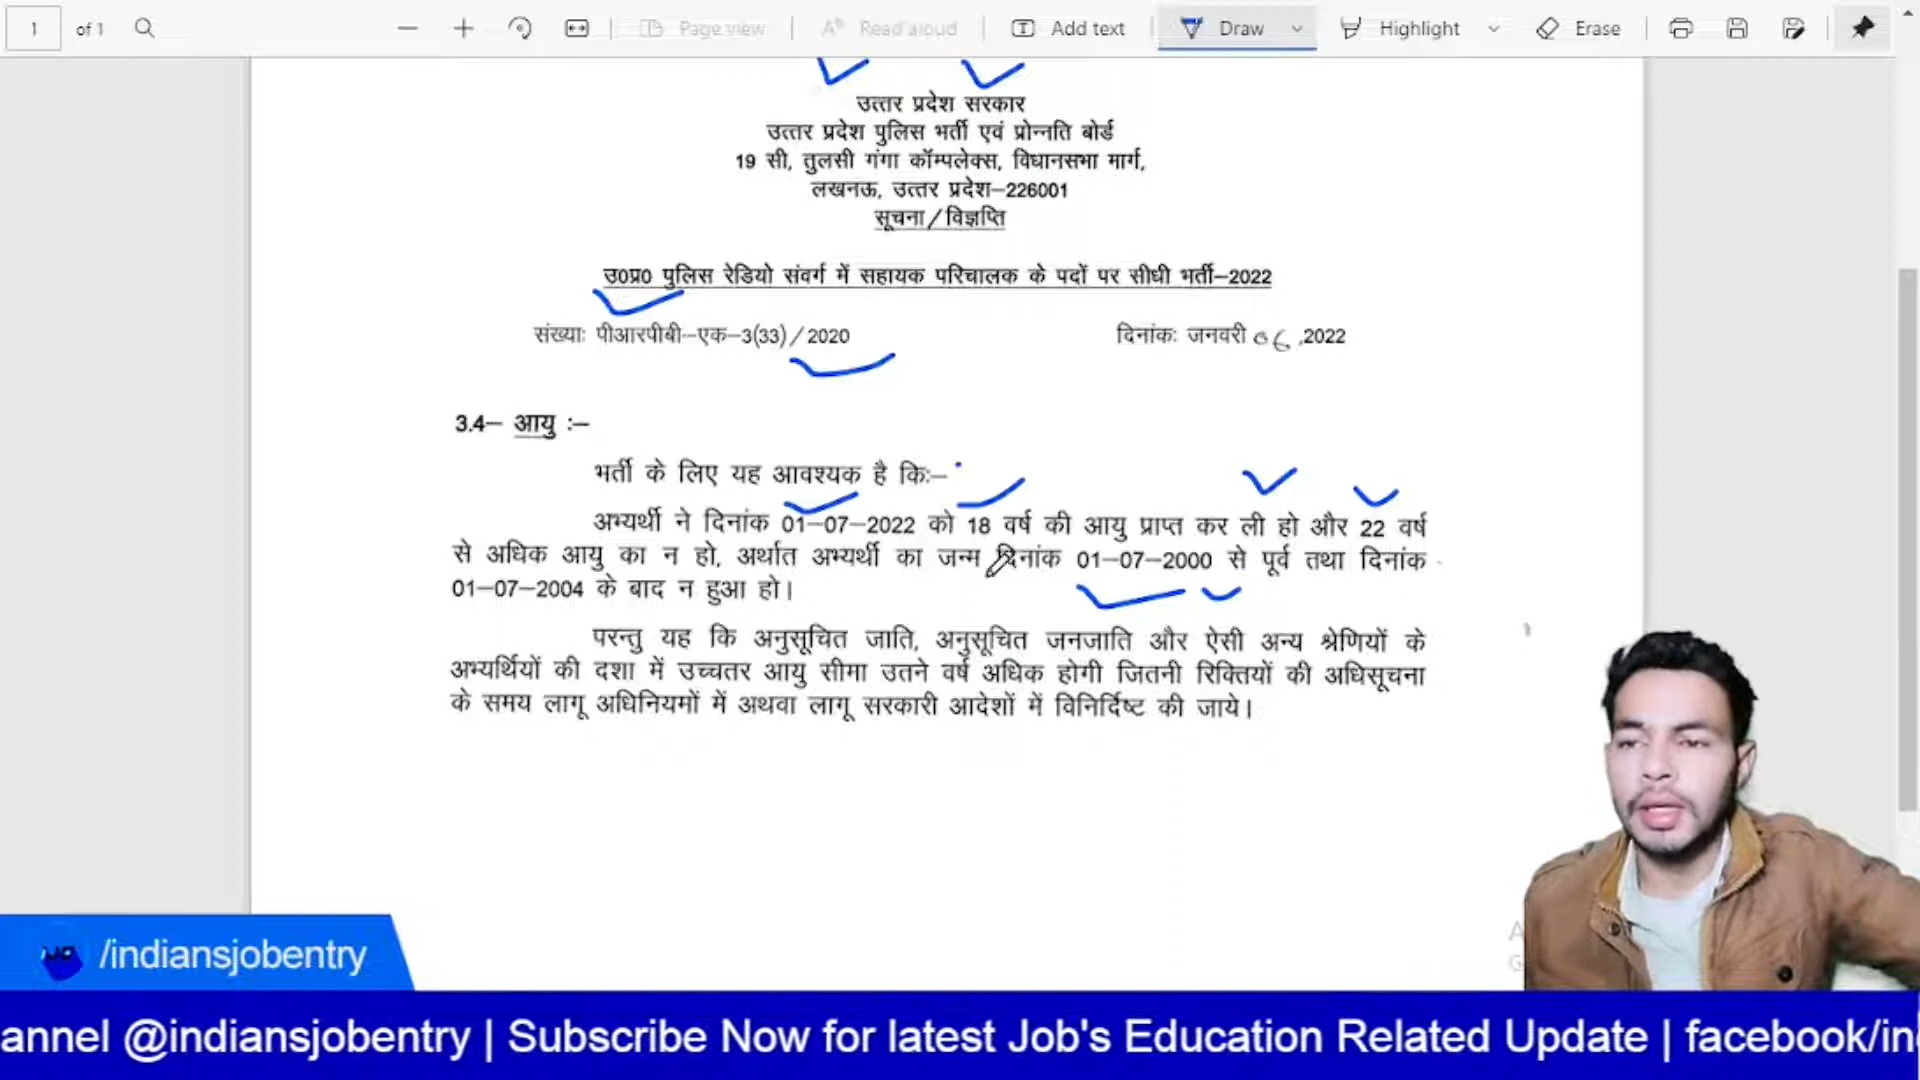 1 of 1 Page view Read aloud Add text Draw Highlight Erase
उत्तर प्रदेश सरकार
उत्तर प्रदेश पुलिस भर्ती एवं प्रोन्नति बोर्ड
19 सी, तुलसी गंगा कॉम्पलेक्स, विधानसभा मार्ग,
लखनऊ, उत्तर प्रदेश–226001
सूचना/विज्ञप्ति
उ0प्र0 पुलिस रेडियो संवर्ग में सहायक परिचालक के पदों पर सीधी भर्ती–2022
संख्याः पीआरपीबी–एक–3(33)/2020 दिनांकः जनवरी 06,2022
3.4– आयु :–
भर्ती के लिए यह आवश्यक है कि:–
अभ्यर्थी ने दिनांक 01–07–2022 को 18 वर्ष की आयु प्राप्त कर ली हो और 22 वर्ष
से अधिक आयु का न हो, अर्थात अभ्यर्थी का जन्म दिनांक 01–07–2000 से पूर्व तथा दिनांक
01–07–2004 के बाद न हुआ हो।
परन्तु यह कि अनुसूचित जाति, अनुसूचित जनजाति और ऐसी अन्य श्रेणियों के
अभ्यर्थियों की दशा में उच्चतर आयु सीमा उतने वर्ष अधिक होगी जितनी रिक्तियों की अधिसूचना
के समय लागू अधिनियमों में अथवा लागू सरकारी आदेशों में विनिर्दिष्ट की जाये।
/indiansjobentry
annel @indiansjobentry | Subscribe Now for latest Job's Education Related Update | facebook/in